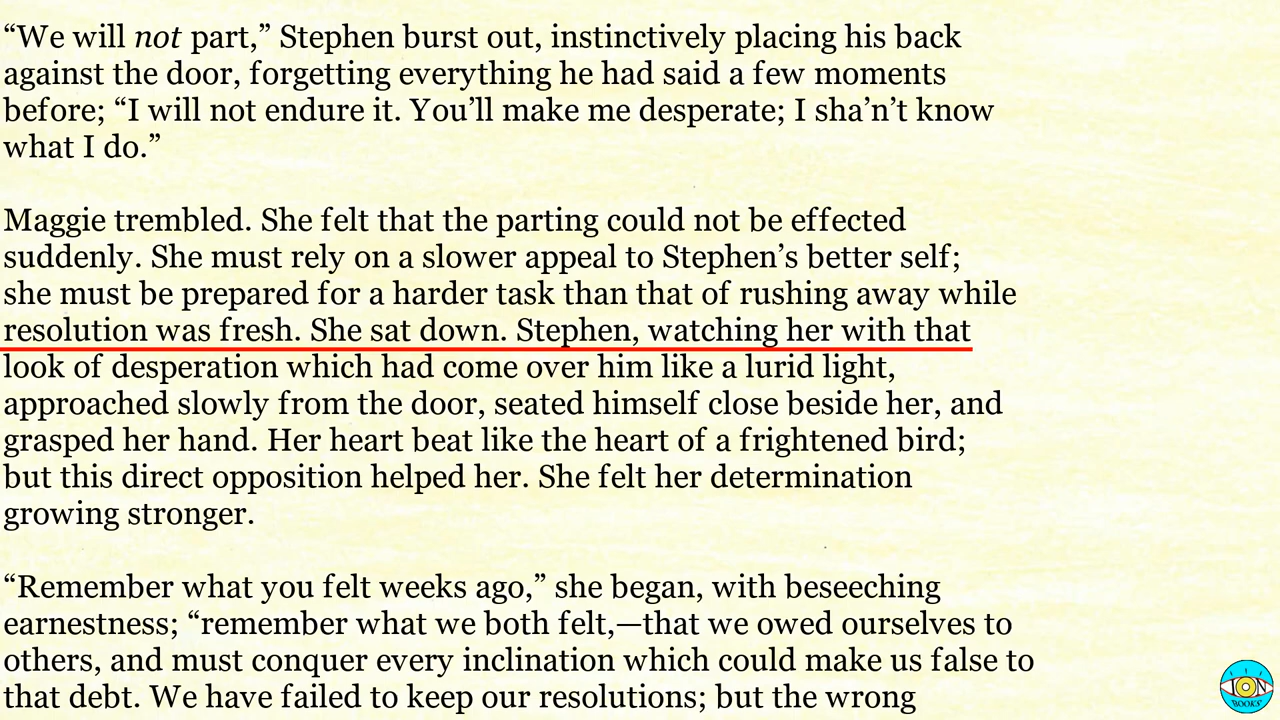 “We will not part,” Stephen burst out, instinctively placing his back
against the door, forgetting everything he had said a few moments
before; “I will not endure it. You’ll make me desperate; I sha’n’t know
what I do.”
Maggie trembled. She felt that the parting could not be effected
suddenly. She must rely on a slower appeal to Stephen’s better self;
she must be prepared for a harder task than that of rushing away while
resolution was fresh. She sat down. Stephen, watching her with that
look of desperation which had come over him like a lurid light,
approached slowly from the door, seated himself close beside her, and
grasped her hand. Her heart beat like the heart of a frightened bird;
but this direct opposition helped her. She felt her determination
growing stronger.
“Remember what you felt weeks ago,” she began, with beseeching
earnestness; “remember what we both felt,—that we owed ourselves to
others, and must conquer every inclination which could make us false to
that debt. We have failed to keep our resolutions; but the wrong
ION
BOOKS